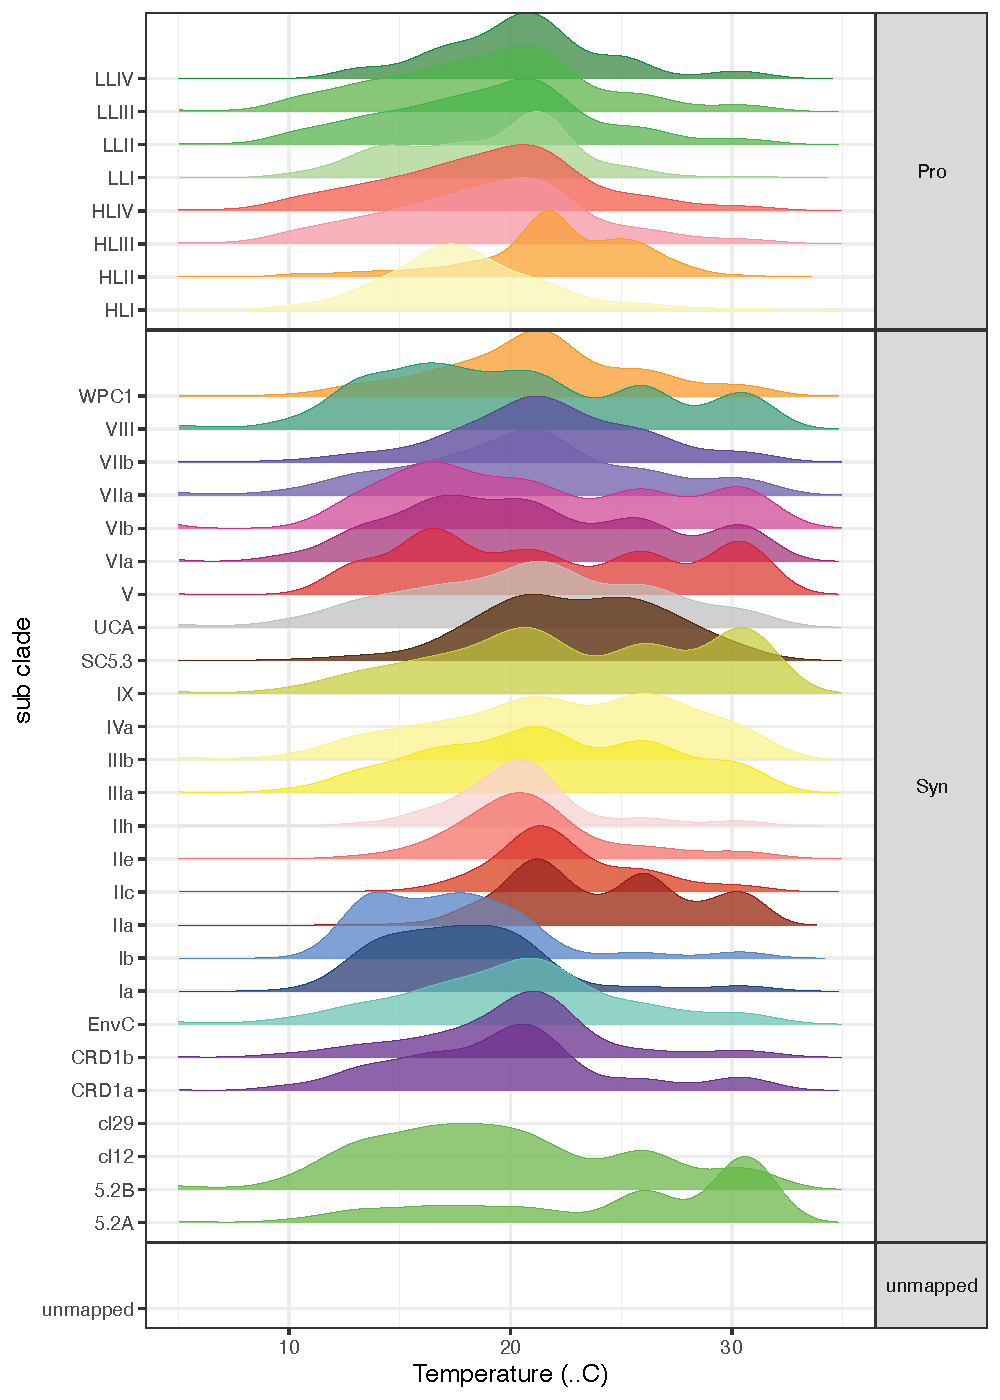 LLIV
LLIII
LLII
LLI
HLIV
HLIII
HLII
HLI
Pro
WPC1
VIII
VIIb
VIIa
VIb
VIa
V
UCA
SC5.3
IX
IVa
IIIb
IIIa
IIh
IIe
IIc
IIa
Ib
Ia
EnvC
CRD1b
CRD1a
cl29
cl12
5.2B
5.2A
Syn
unmapped
unmapped
10 20 30
Temperature (..C)
sub clade